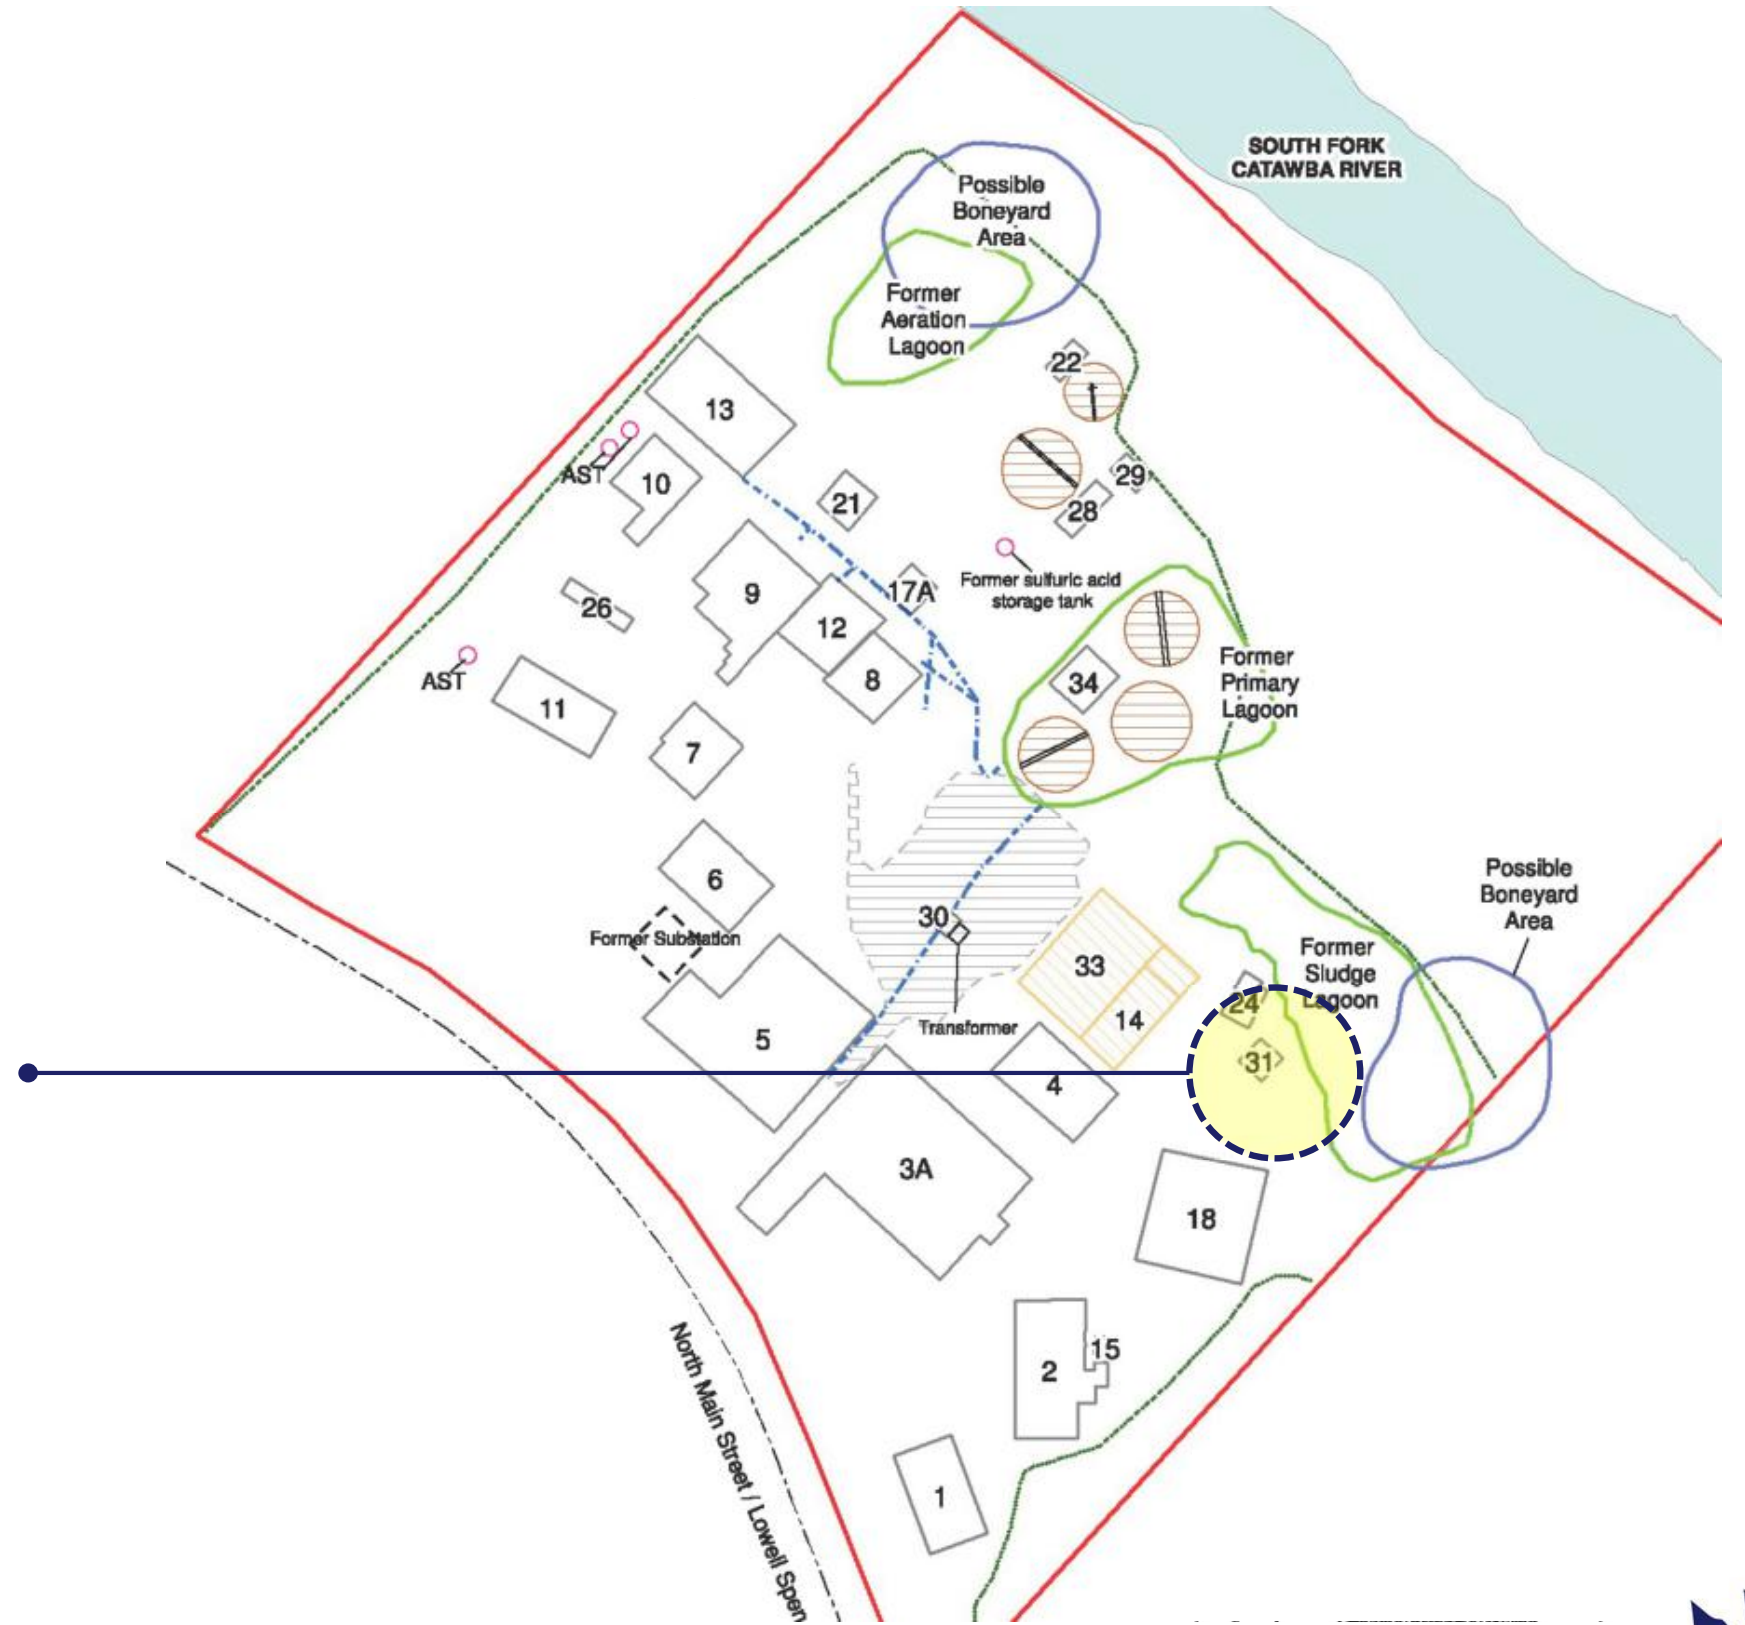 SOUTH FORK
CATAWBA RIVER
Possible
Boneyard
Area
Former
Aeration
Lagoon
22
13
AST
10
29
21
28
Former sulfuric acid
storage tank
17A
9
26
12
Former
Primary
Lagoon
8
34
AST
11
7
Possible
Boneyard
Area
6
30
Former Substation
33
Former
Sludge
Lagoon
24
14
Transformer
5
31
4
3A
18
15
2
1
North Main Street / Lowell Spen